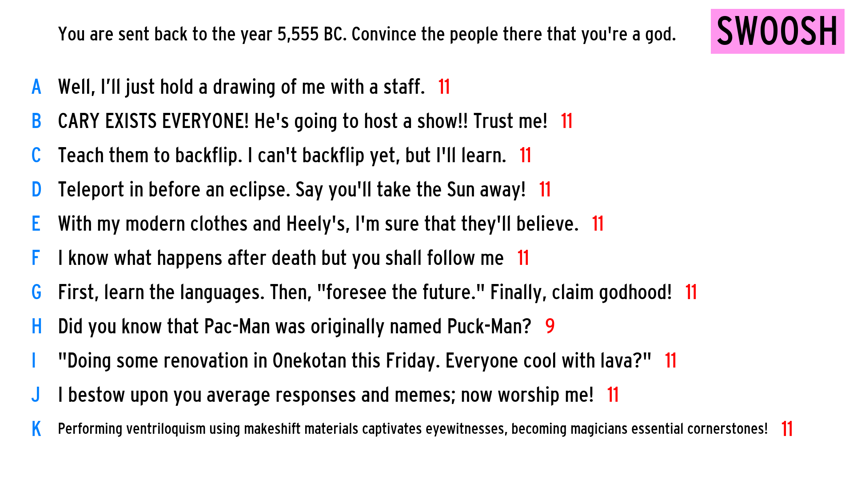 You are sent back to the year 5,555 BC. Convince the people there that you're a god.
SWOOSH
A Well, I'll just hold a drawing of me with a staff. 11
B CARY EXISTS EVERYONE! He's going to host a show!! Trust me! 11
C Teach them to backflip. I can't backflip yet, but I'll learn. 11
D Teleport in before an eclipse. Say you'll take the Sun away! 11
E With my modern clothes and Heely's, I'm sure that they'll believe. 11
F I know what happens after death but you shall follow me 11
G First, learn the languages. Then, "foresee the future." Finally, claim godhood! 11
H Did you know that Pac-Man was originally named Puck-Man? 9
I "Doing some renovation in Onekotan this Friday. Everyone cool with lava?" 11
J I bestow upon you average responses and memes; now worship me! 11
K Performing ventriloquism using makeshift materials captivates eyewitnesses, becoming magicians essential cornerstones! 11